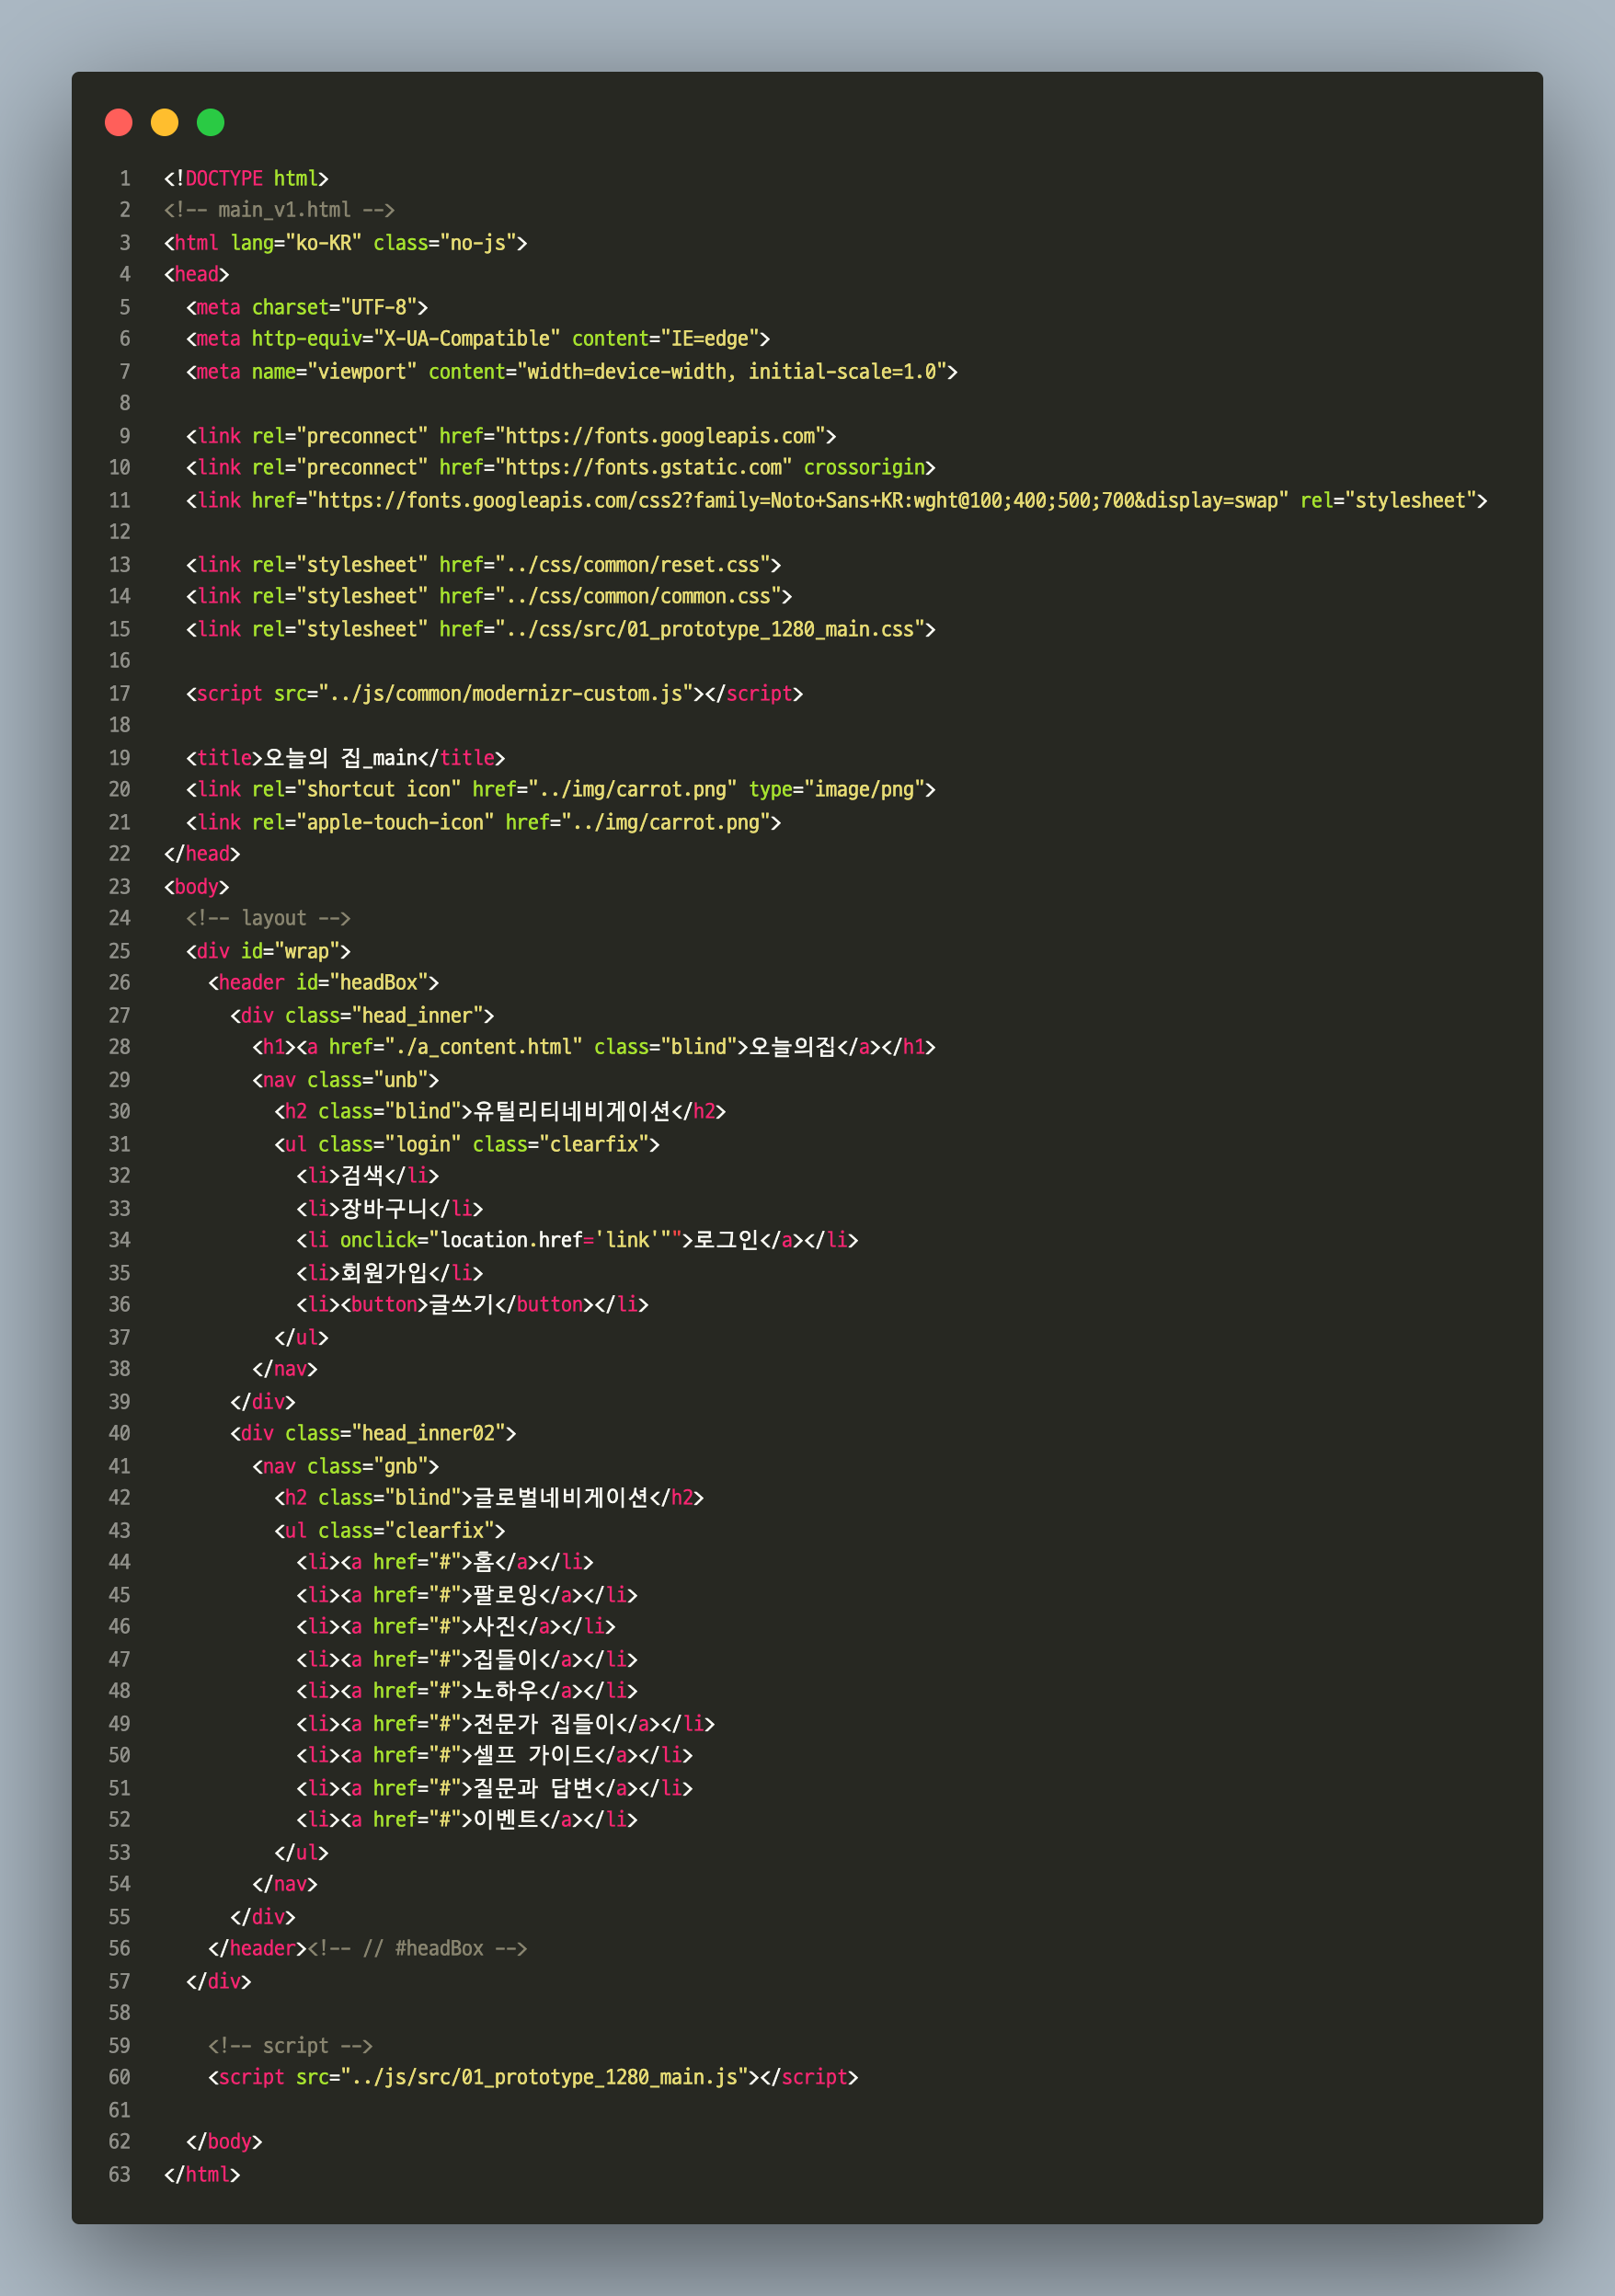 1 <!DOCTYPE html>
2 <!-- main_v1.html -->
3 <html lang="ko-KR" class="no-js">
4 <head>
5   <meta charset="UTF-8">
6   <meta http-equiv="X-UA-Compatible" content="IE=edge">
7   <meta name="viewport" content="width=device-width, initial-scale=1.0">
8
9   <link rel="preconnect" href="https://fonts.googleapis.com">
10   <link rel="preconnect" href="https://fonts.gstatic.com" crossorigin>
11   <link href="https://fonts.googleapis.com/css2?family=Noto+Sans+KR:wght@100;400;500;700&display=swap" rel="stylesheet">
12
13   <link rel="stylesheet" href="../css/common/reset.css">
14   <link rel="stylesheet" href="../css/common/common.css">
15   <link rel="stylesheet" href="../css/src/01_prototype_1280_main.css">
16
17   <script src="../js/common/modernizr-custom.js"></script>
18
19   <title>오늘의 집_main</title>
20   <link rel="shortcut icon" href="../img/carrot.png" type="image/png">
21   <link rel="apple-touch-icon" href="../img/carrot.png">
22 </head>
23 <body>
24   <!-- layout -->
25   <div id="wrap">
26     <header id="headBox">
27       <div class="head_inner">
28         <h1><a href="./a_content.html" class="blind">오늘의집</a></h1>
29         <nav class="unb">
30           <h2 class="blind">유틸리티네비게이션</h2>
31           <ul class="login" class="clearfix">
32             <li>검색</li>
33             <li>장바구니</li>
34             <li onclick="location.href='link'"">로그인</a></li>
35             <li>회원가입</li>
36             <li><button>글쓰기</button></li>
37           </ul>
38         </nav>
39       </div>
40       <div class="head_inner02">
41         <nav class="gnb">
42           <h2 class="blind">글로벌네비게이션</h2>
43           <ul class="clearfix">
44             <li><a href="#">홈</a></li>
45             <li><a href="#">팔로잉</a></li>
46             <li><a href="#">사진</a></li>
47             <li><a href="#">집들이</a></li>
48             <li><a href="#">노하우</a></li>
49             <li><a href="#">전문가 집들이</a></li>
50             <li><a href="#">셀프 가이드</a></li>
51             <li><a href="#">질문과 답변</a></li>
52             <li><a href="#">이벤트</a></li>
53           </ul>
54         </nav>
55       </div>
56     </header><!-- // #headBox -->
57   </div>
58
59     <!-- script -->
60     <script src="../js/src/01_prototype_1280_main.js"></script>
61
62   </body>
63 </html>